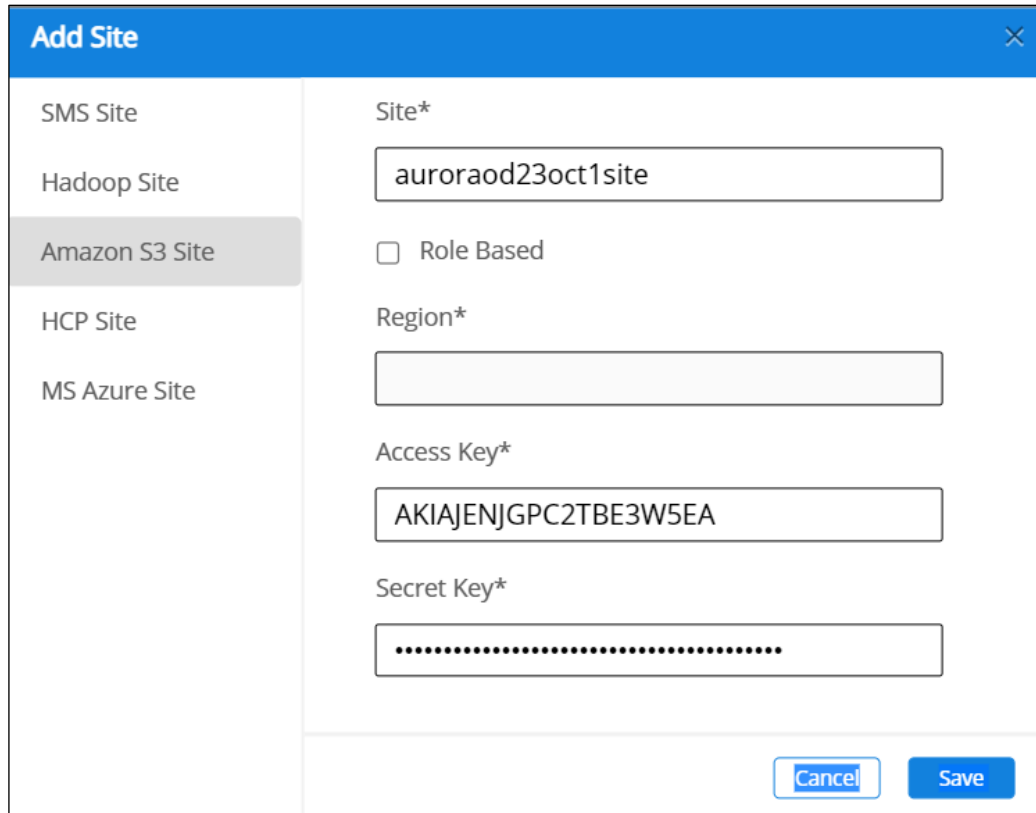 Add Site
SMS Site
Hadoop Site
Amazon S3 Site
HCP Site
MS Azure Site
Site*
auroraod23oct1site
Role Based
Region*
Access Key*
AKIAJENJGPC2TBE3W5EA
Secret Key*
••••••••••••••••••••••••••••••••••••••••
Cancel
Save